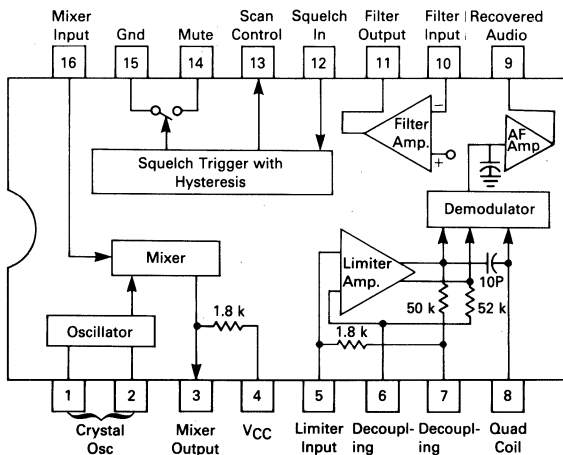 Mixer Input
Gnd
Mute
Scan Control
Squelch In
Filter Output
Filter Input
Recovered Audio
16
15
14
13
12
11
10
9
Squelch Trigger with Hysteresis
Filter Amp.
−
+
AF Amp
Demodulator
Mixer
Limiter Amp.
10P
50 k
52 k
1.8 k
1.8 k
Oscillator
1
2
3
4
5
6
7
8
Crystal Osc
Mixer Output
VCC
Limiter Input
Decoupl-ing
Decoupl-ing
Quad Coil